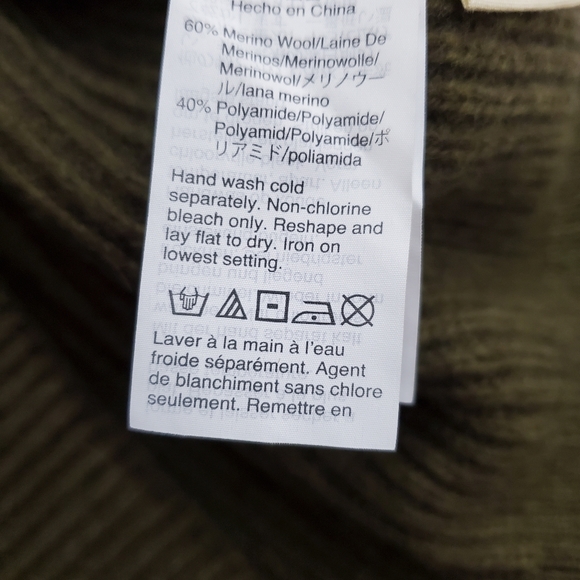 Hecho en China
60% Merino Wool/Laine De
Merinos/Merinowolle/
Merinowol/メリノウー
ル/lana merino
40% Polyamide/Polyamide/
Polyamid/Polyamide/ポ
リアミド/poliamida
Hand wash cold
separately. Non-chlorine
bleach only. Reshape and
lay flat to dry. Iron on
lowest setting.
Laver à la main à l'eau
froide séparément. Agent
de blanchiment sans chlore
seulement. Remettre en